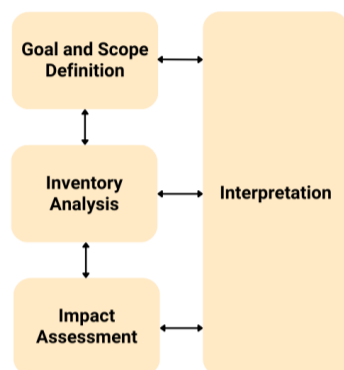 Goal and Scope
Definition
Inventory
Analysis
Interpretation
Impact
Assessment